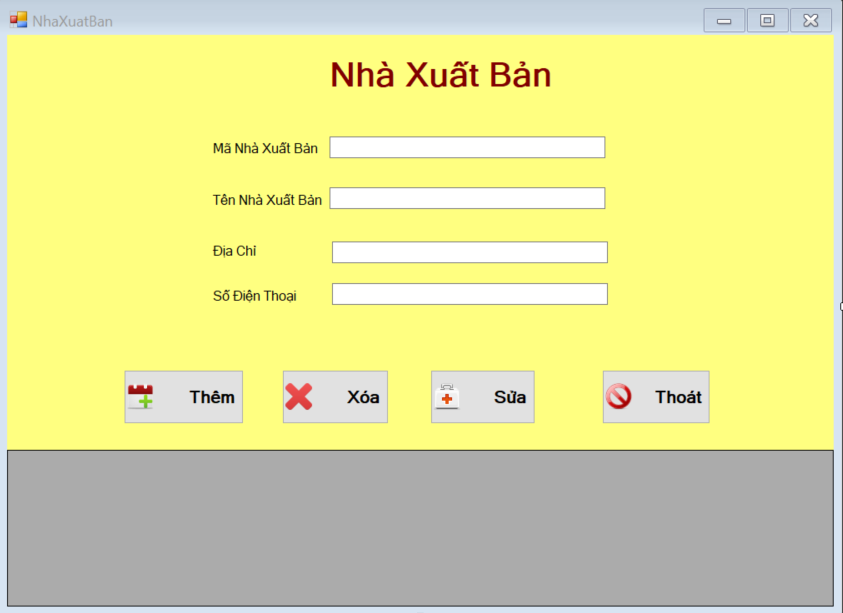 NhaXuatBan
Nhà Xuất Bản
Mã Nhà Xuất Bản
Tên Nhà Xuất Bản
Địa Chỉ
Số Điện Thoại
Thêm
Xóa
Sửa
Thoát